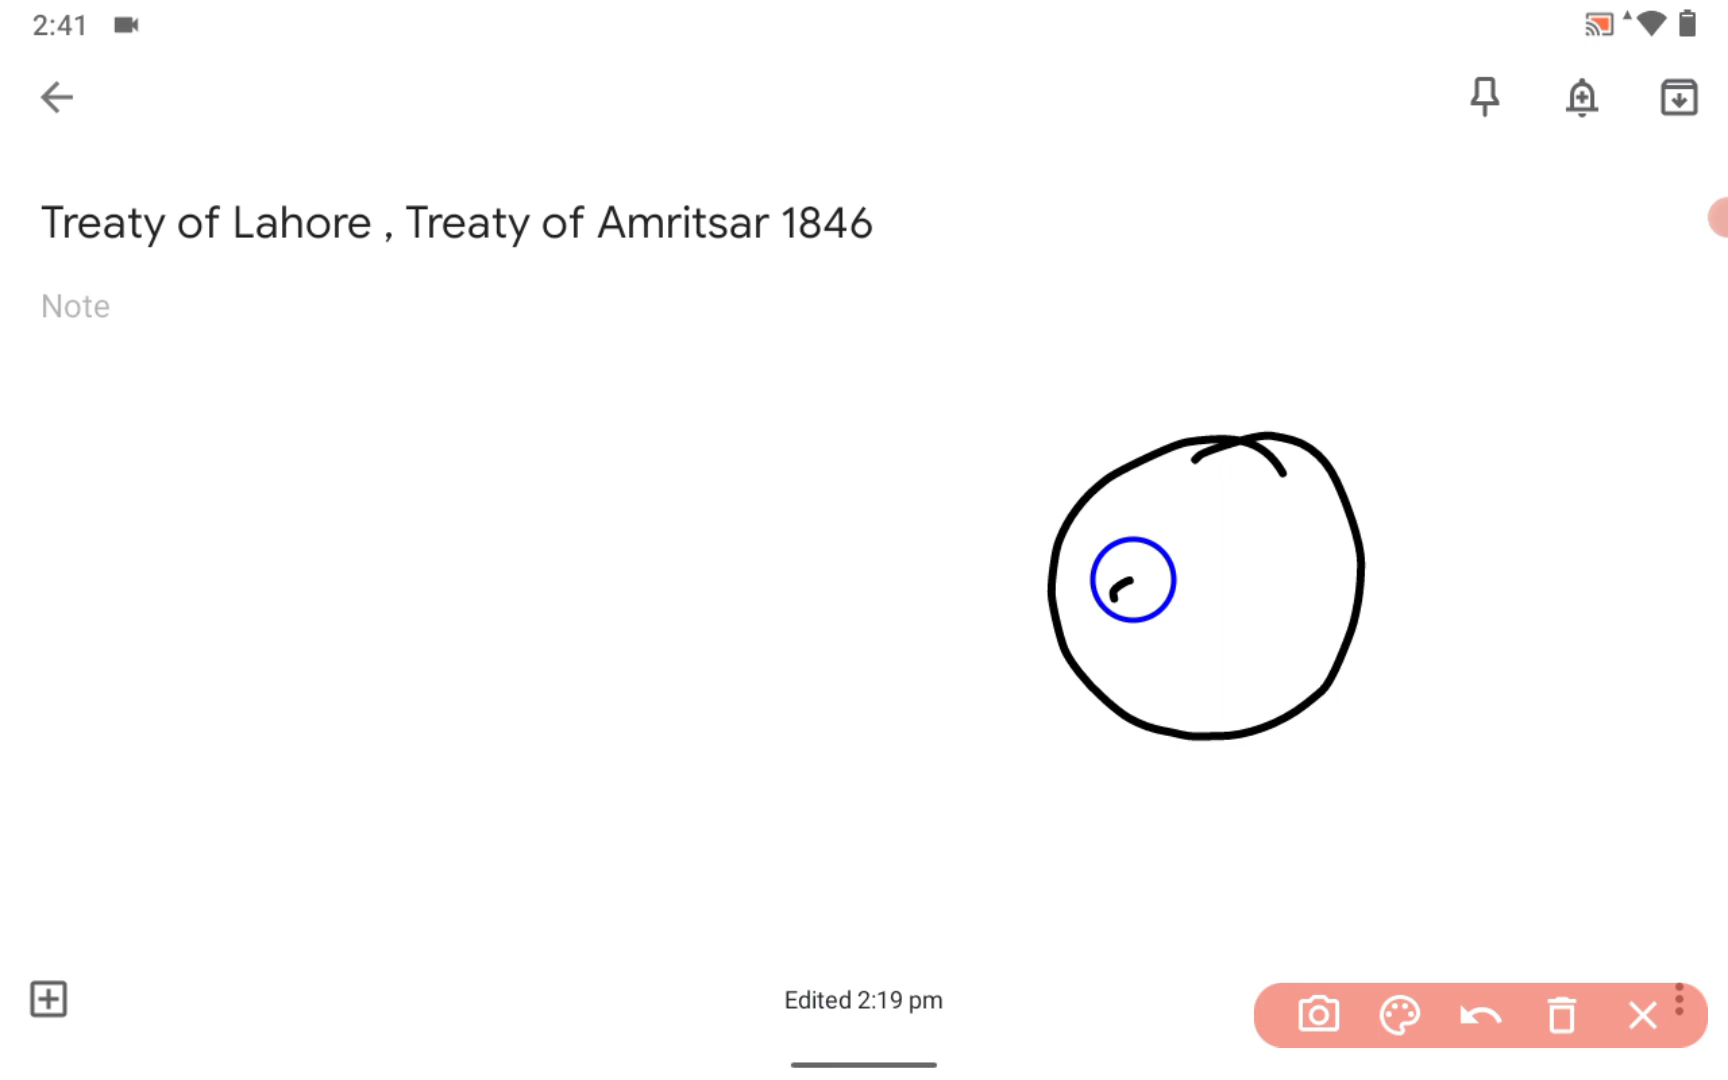 2:41
Treaty of Lahore , Treaty of Amritsar 1846
Note
Edited 2:19 pm